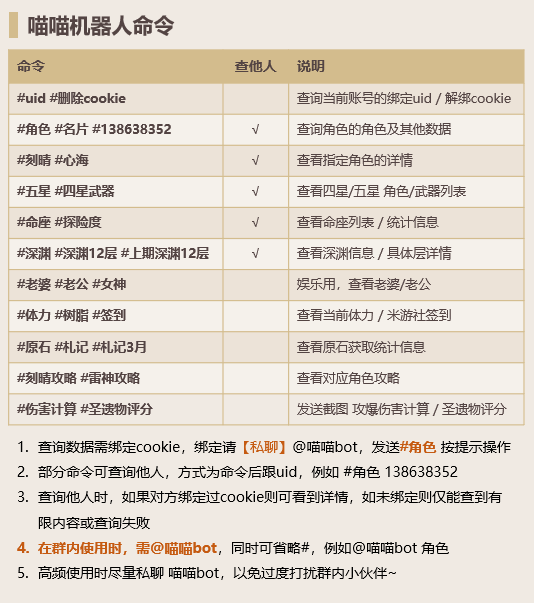 喵喵机器人命令
命令 查他人 说明
#uid #删除cookie 查询当前账号的绑定uid / 解绑cookie
#角色 #名片 #138638352 √ 查询角色的角色及其他数据
#刻晴 #心海 √ 查看指定角色的详情
#五星 #四星武器 √ 查看四星/五星 角色/武器列表
#命座 #探险度 √ 查看命座列表 / 统计信息
#深渊 #深渊12层 #上期深渊12层 √ 查看深渊信息 / 具体层详情
#老婆 #老公 #女神 娱乐用，查看老婆/老公
#体力 #树脂 #签到 查看当前体力 / 米游社签到
#原石 #札记 #札记3月 查看原石获取统计信息
#刻晴攻略 #雷神攻略 查看对应角色攻略
#伤害计算 #圣遗物评分 发送截图 攻爆伤害计算 / 圣遗物评分
1. 查询数据需绑定cookie，绑定请【私聊】@喵喵bot，发送#角色 按提示操作
2. 部分命令可查询他人，方式为命令后跟uid，例如 #角色 138638352
3. 查询他人时，如果对方绑定过cookie则可看到详情，如未绑定则仅能查到有
限内容或查询失败
4. 在群内使用时，需@喵喵bot，同时可省略#，例如@喵喵bot 角色
5. 高频使用时尽量私聊 喵喵bot，以免过度打扰群内小伙伴~